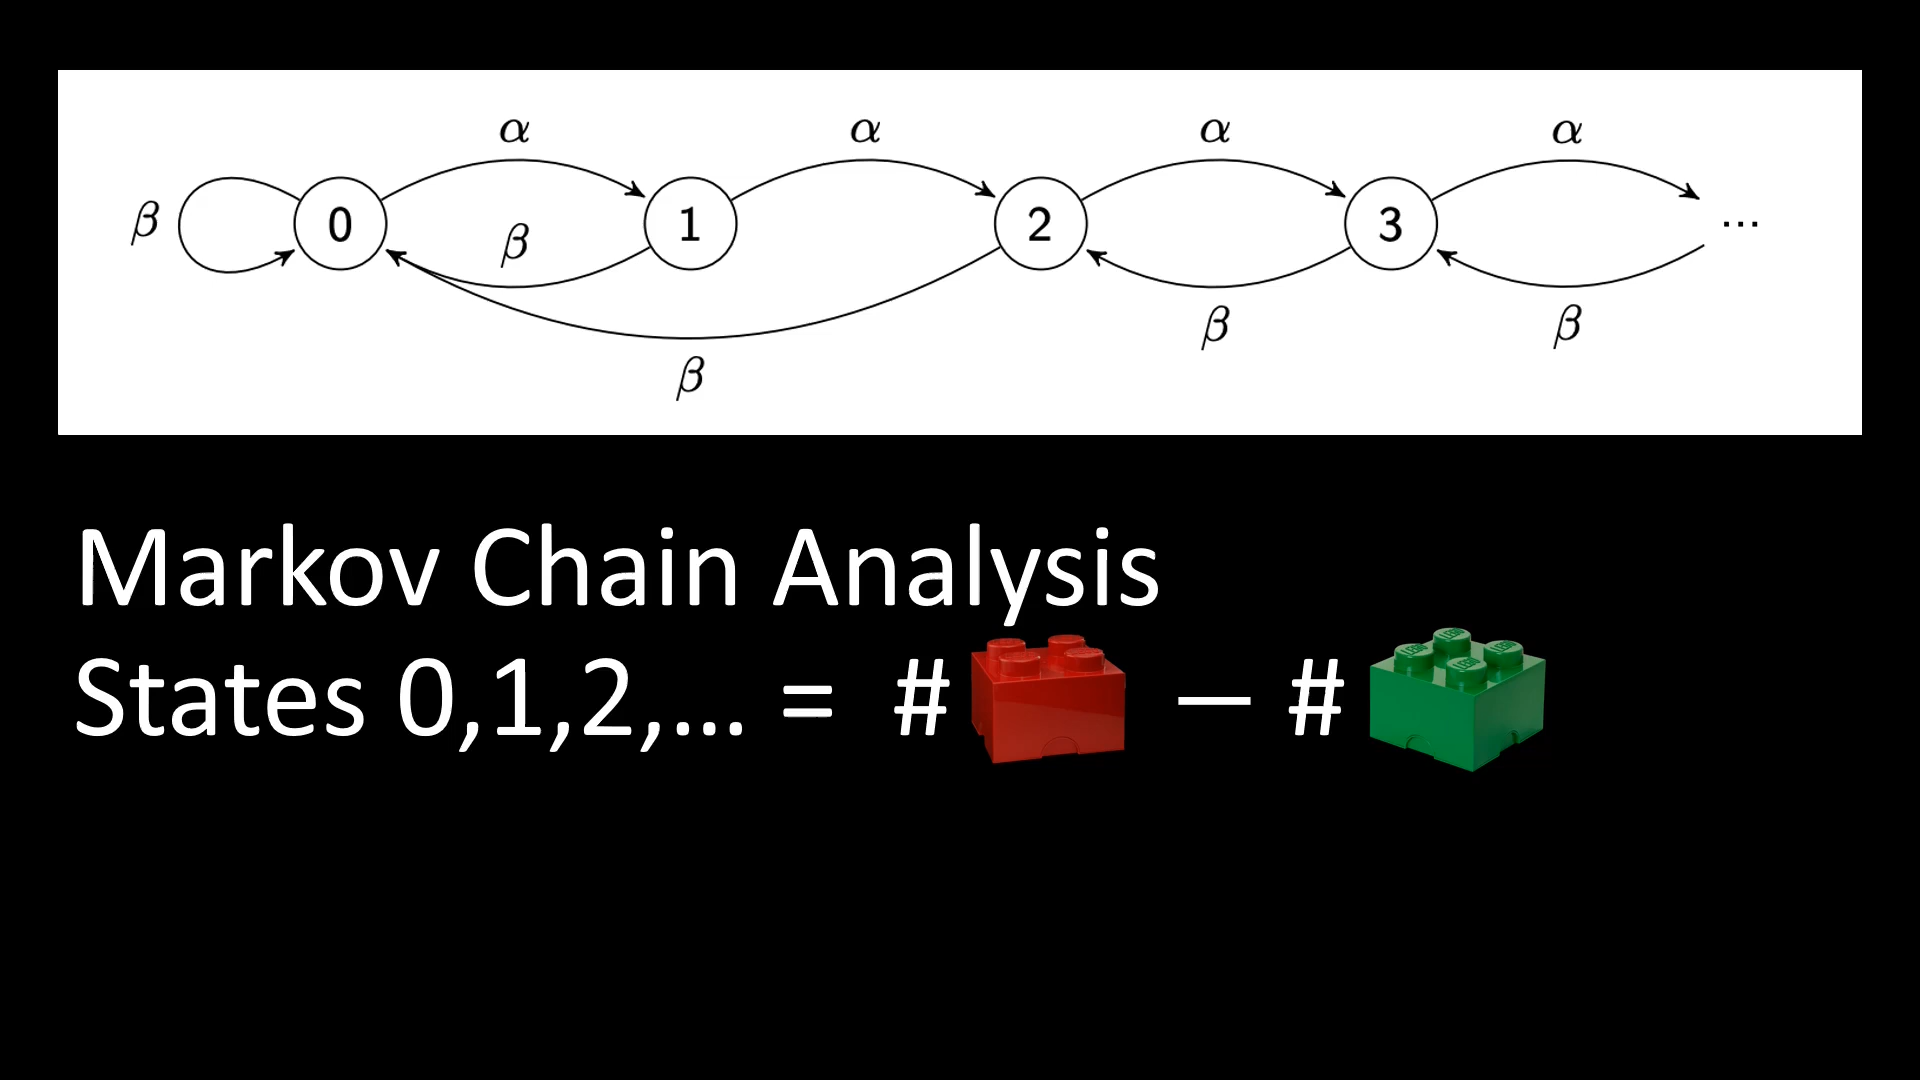 α α α α
β 0 1 2 3 ...
β
β β
β
Markov Chain Analysis
States 0,1,2,... = # — #